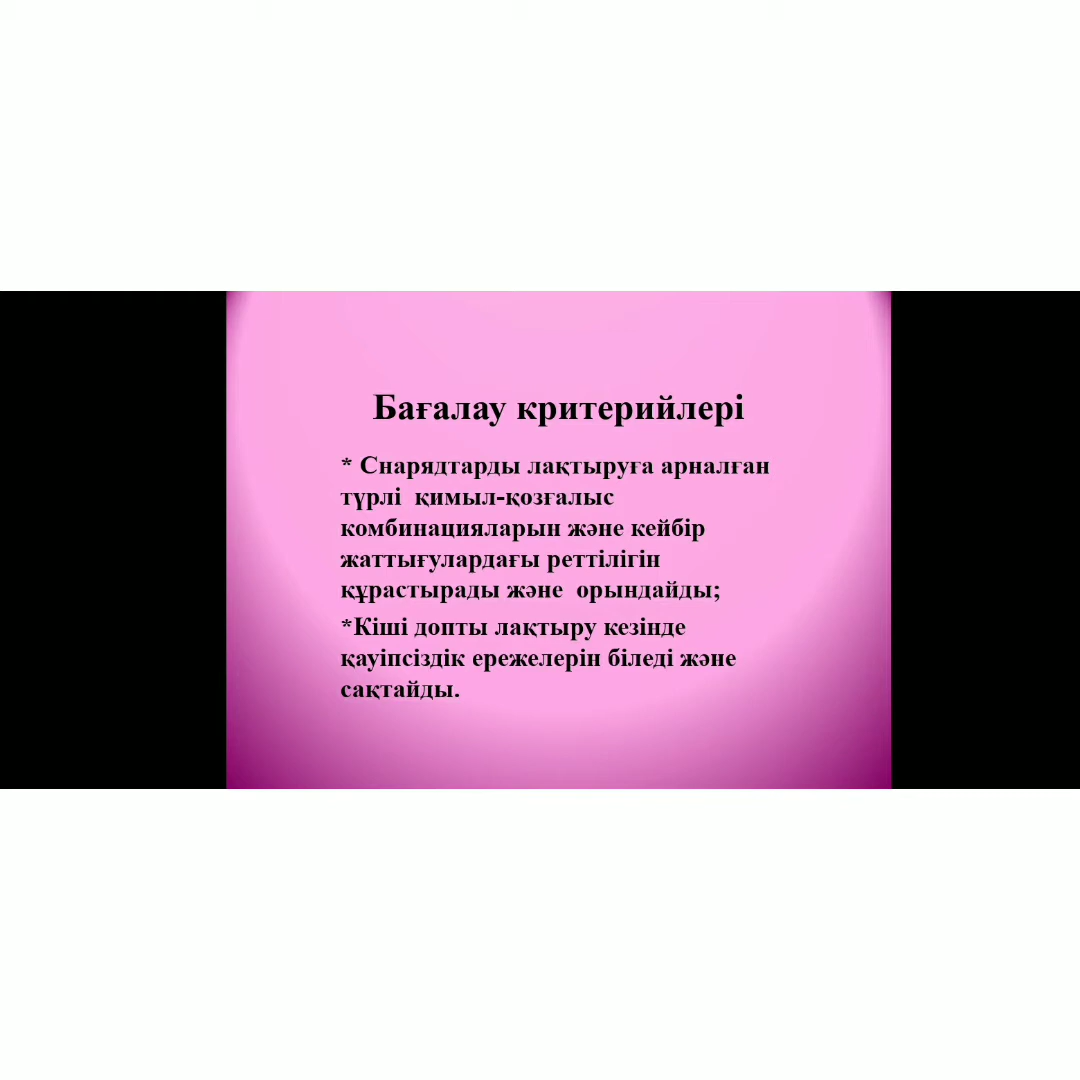 Бағалау критерийлері
* Снарядтарды лақтыруға арналған
түрлі  қимыл-қозғалыс
комбинацияларын және кейбір
жаттығулардағы реттілігін
құрастырады және  орындайды;
*Кіші допты лақтыру кезінде
қауіпсіздік ережелерін біледі және
сақтайды.